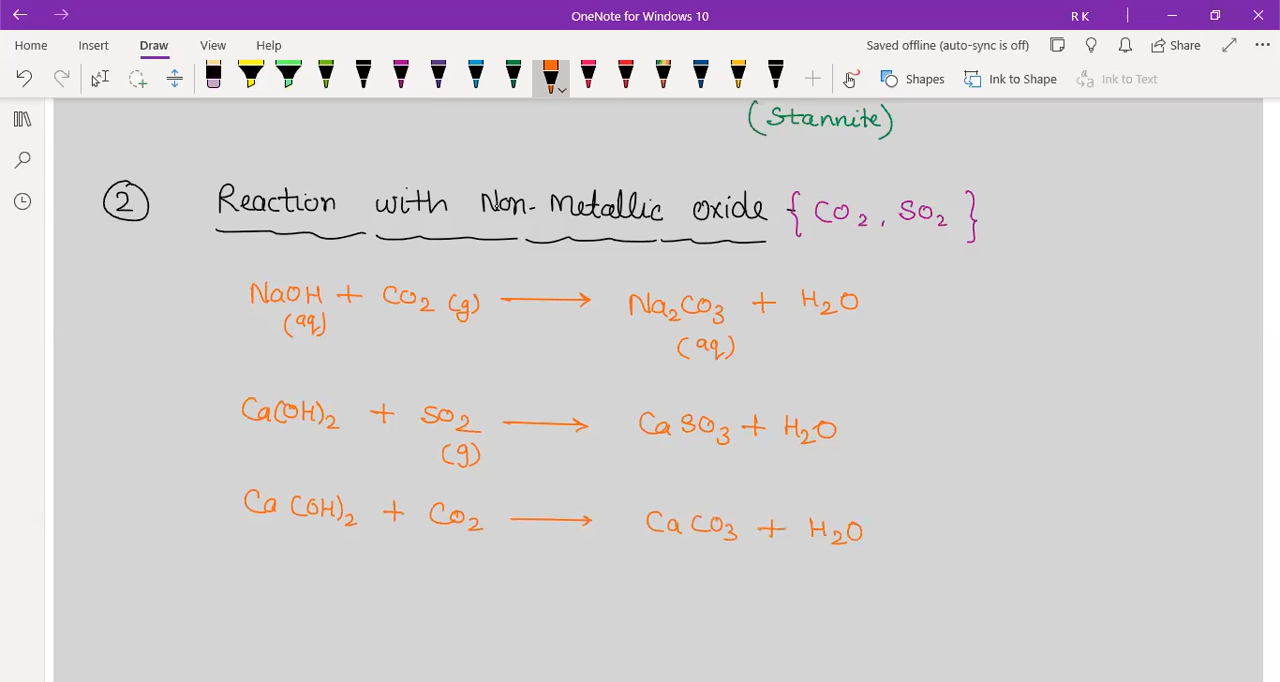 OneNote for Windows 10
R K
Home Insert Draw View Help
Saved offline (auto-sync is off)
Share
Shapes
Ink to Shape
Ink to Text
(Stannite)
2 Reaction with Non-Metallic oxide { CO2, SO2 }
NaOH + CO2 (g) ⟶ Na2CO3 + H2O
(aq) (aq)
Ca(OH)2 + SO2 ⟶ CaSO3 + H2O
(g)
Ca(OH)2 + CO2 ⟶ CaCO3 + H2O